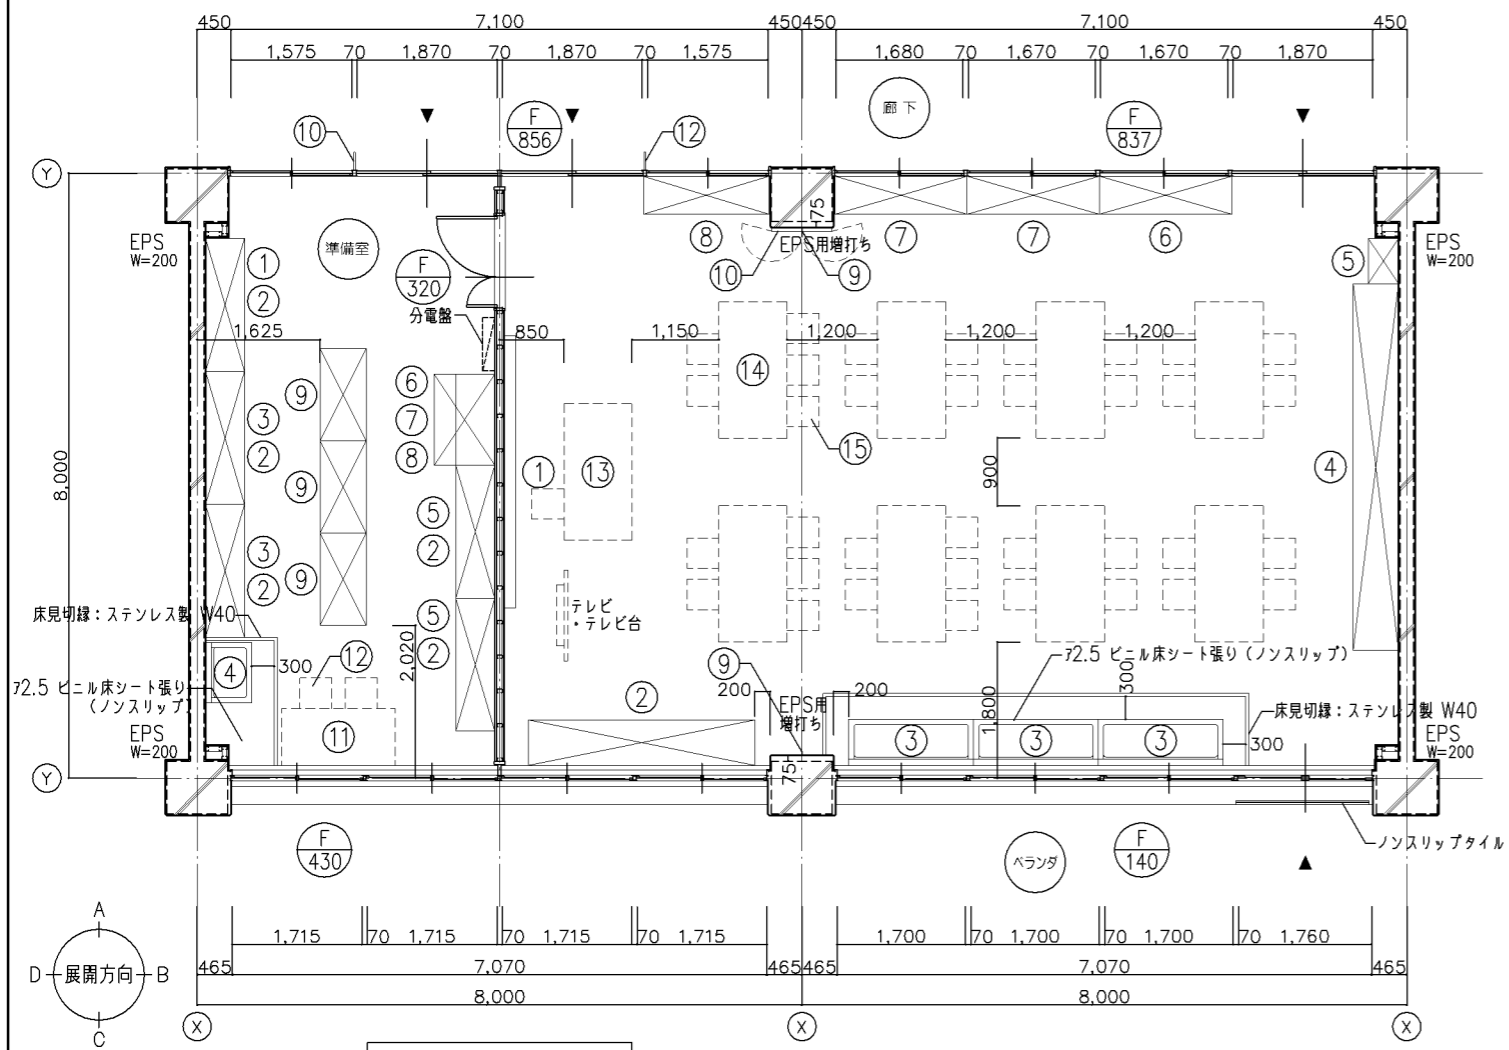 450 7,100 450 450 7,100 450
1,575 70 1,870 70 1,870 70 1,575 1,680 70 1,670 70 1,670 70 1,870
廊下
F
856
F
837
10
12
Y
75
EPS
W=200
準備室
F
320
分電盤
1
2
8
EPS用増打ち
10
9
7
7
6
5
EPS
W=200
1,625
850
1,150
1,200
1,200
1,200
9
6
7
8
14
15
3
2
9
1
13
900
4
8,000
5
2
3
2
9
床見切縁：ステンレス製 W40
テレビ
・テレビ台
5
2
4
300
12
2,020
ｱ2.5 ビニル床シート張り
（ノンスリップ）
9
ｱ2.5 ビニル床シート張り（ノンスリップ）
2
200
EPS用
増打ち
200
1,800
300
床見切縁：ステンレス製 W40
EPS
W=200
11
3
3
3
300
EPS
W=200
Y
75
F
430
ベランダ
F
140
ノンスリップタイル
A
D 展開方向 B
C
1,715 70 1,715 70 1,715 70 1,715 1,700 70 1,700 70 1,700 70 1,760
465 7,070 465 465 7,070 465
8,000 8,000
X X X